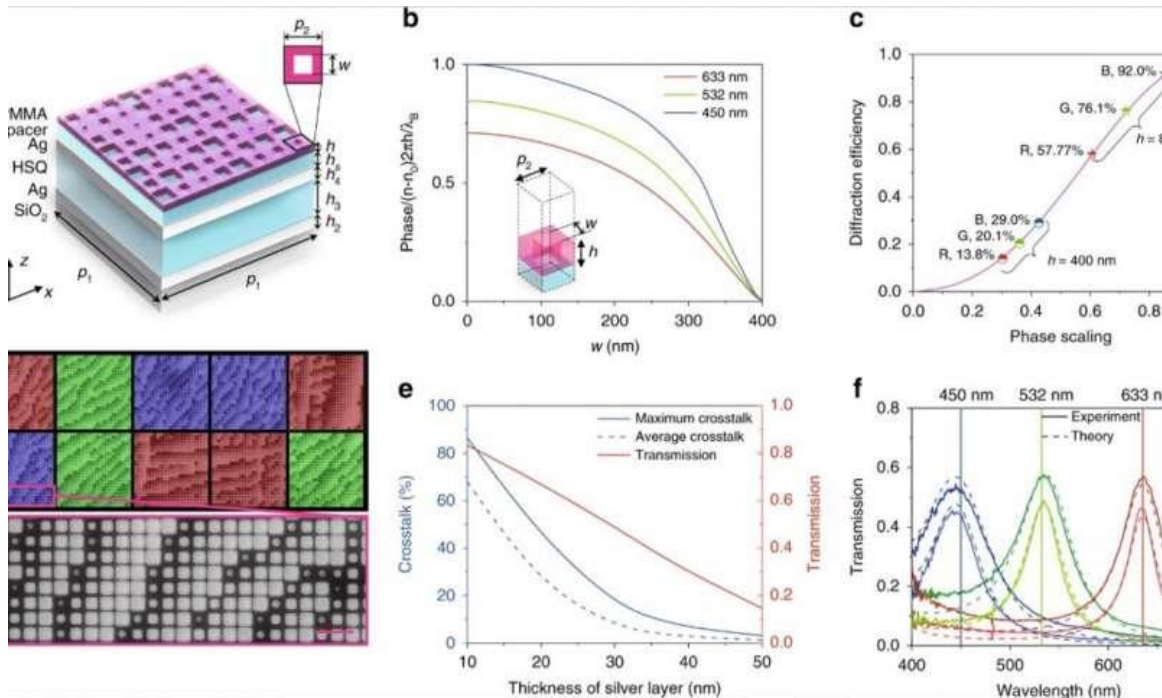 p₂
w
MMA
pacer
Ag
HSQ
Ag
SiO₂
h
hₛ
h₄
h₃
h₂
z
x
p₁
p₁
b
Phase/(n-n₀)2πh/λ_B
1.0
0.5
0.0
0
100
200
300
400
w (nm)
633 nm
532 nm
450 nm
p₂
w
h
c
Diffraction efficiency
1.0
0.8
0.6
0.4
0.2
0.0
0.0
0.2
0.4
0.6
0.8
Phase scaling
B, 92.0%
G, 76.1%
h = 8
R, 57.77%
B, 29.0%
G, 20.1%
R, 13.8%
h = 400 nm
e
Crosstalk (%)
100
80
60
40
20
0
10
20
30
40
50
Thickness of silver layer (nm)
Maximum crosstalk
Average crosstalk
Transmission
1.0
0.8
0.6
0.4
0.2
0.0
Transmission
f
450 nm
532 nm
633 n
Transmission
0.8
0.6
0.4
0.2
0.0
400
500
600
Wavelength (nm)
Experiment
Theory